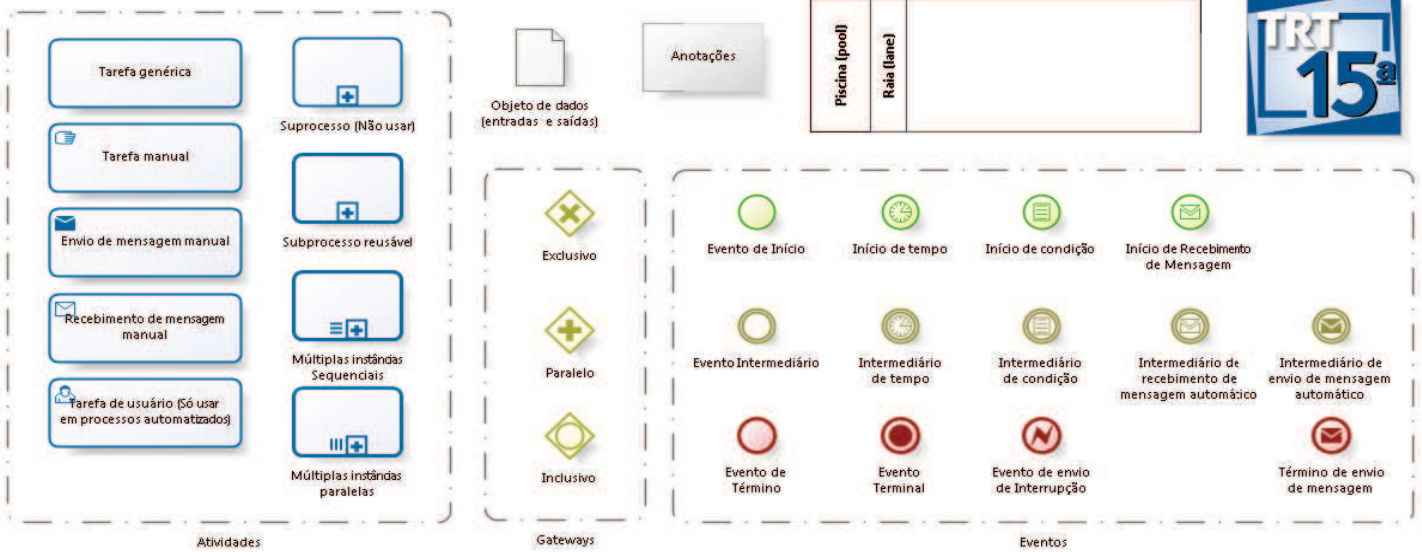 Tarefa genérica
Tarefa manual
Envio de mensagem manual
Recebimento de mensagem
manual
Tarefa de usuário (Só usar
em processos automatizados)
Suprocesso (Não usar)
Subprocesso reusável
Múltiplas instâncias
Sequenciais
Múltiplas instâncias
paralelas
Atividades
Objeto de dados
(entradas e saídas)
Anotações
Piscina (pool)
Raia (lane)
TRT
15ª
Exclusivo
Paralelo
Inclusivo
Gateways
Evento de Início
Início de tempo
Início de condição
Início de Recebimento
de Mensagem
Evento Intermediário
Intermediário
de tempo
Intermediário
de condição
Intermediário de
recebimento de
mensagem automático
Intermediário de
envio de mensagem
automático
Evento de
Término
Evento
Terminal
Evento de envio
de Interrupção
Término de envio
de mensagem
Eventos